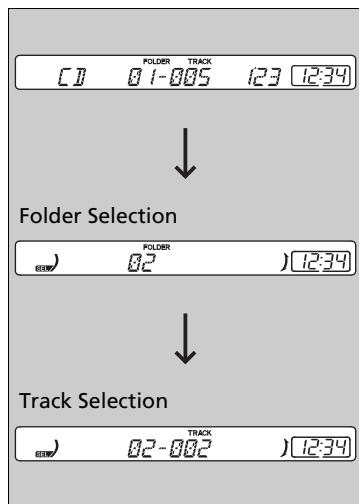 FOLDER TRACK
CD 01-005 123 12:34
Folder Selection
FOLDER
SEL 02 12:34
Track Selection
TRACK
SEL 02-002 12:34